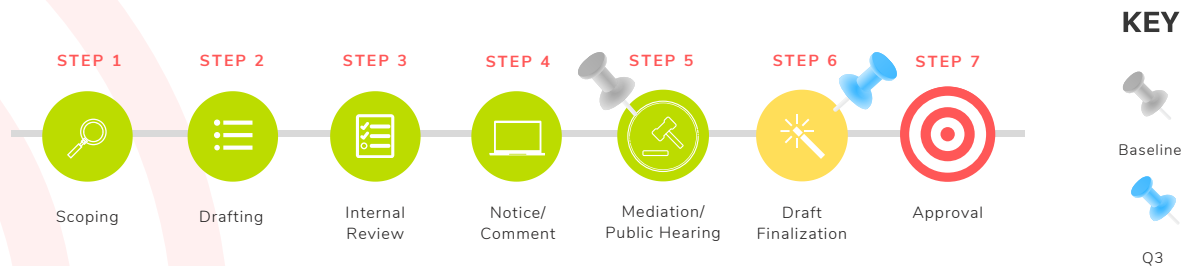 KEY
STEP 1
STEP 2
STEP 3
STEP 4
STEP 5
STEP 6
STEP 7
Scoping
Drafting
Internal
Review
Notice/
Comment
Mediation/
Public Hearing
Draft
Finalization
Approval
Baseline
Q3